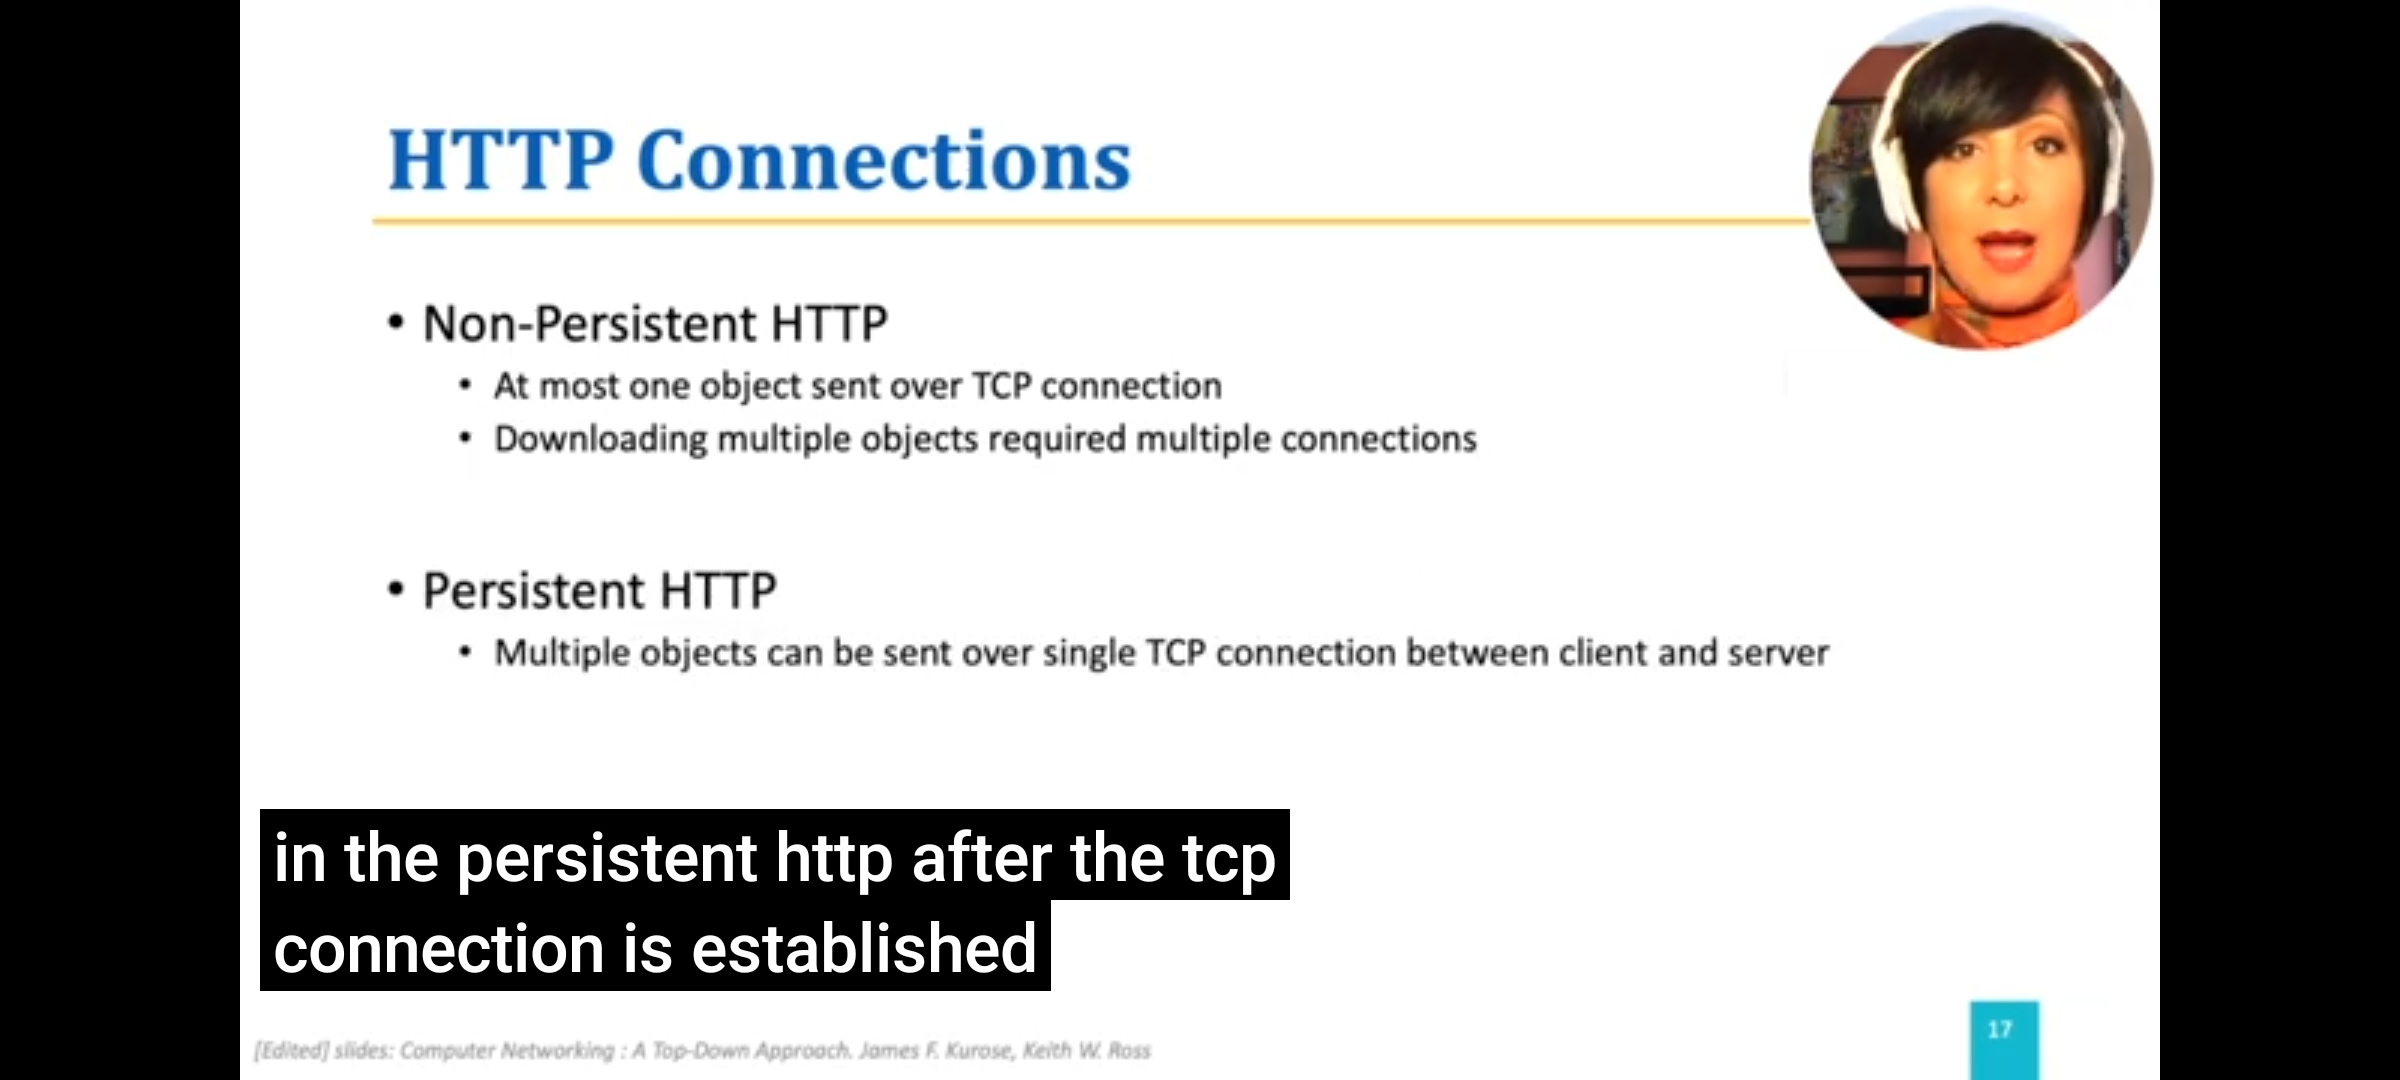 HTTP Connections
• Non-Persistent HTTP
• At most one object sent over TCP connection
• Downloading multiple objects required multiple connections
• Persistent HTTP
• Multiple objects can be sent over single TCP connection between client and server
in the persistent http after the tcp
connection is established
[Edited] slides: Computer Networking : A Top-Down Approach. James F. Kurose, Keith W. Ross
17